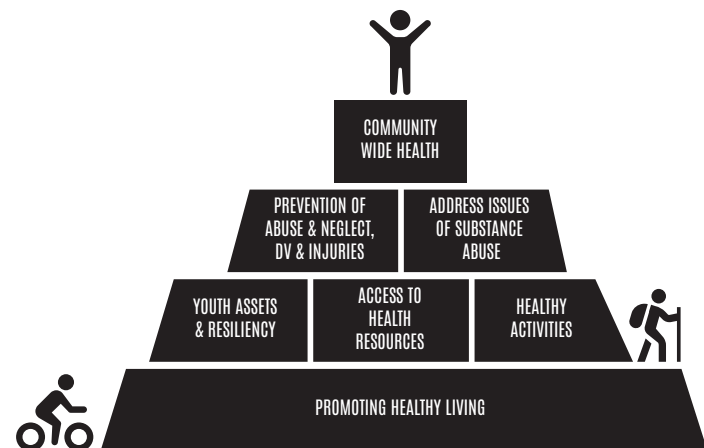 COMMUNITY
WIDE HEALTH
PREVENTION OF
ABUSE & NEGLECT,
DV & INJURIES
ADDRESS ISSUES
OF SUBSTANCE
ABUSE
YOUTH ASSETS
& RESILIENCY
ACCESS TO
HEALTH
RESOURCES
HEALTHY
ACTIVITIES
PROMOTING HEALTHY LIVING